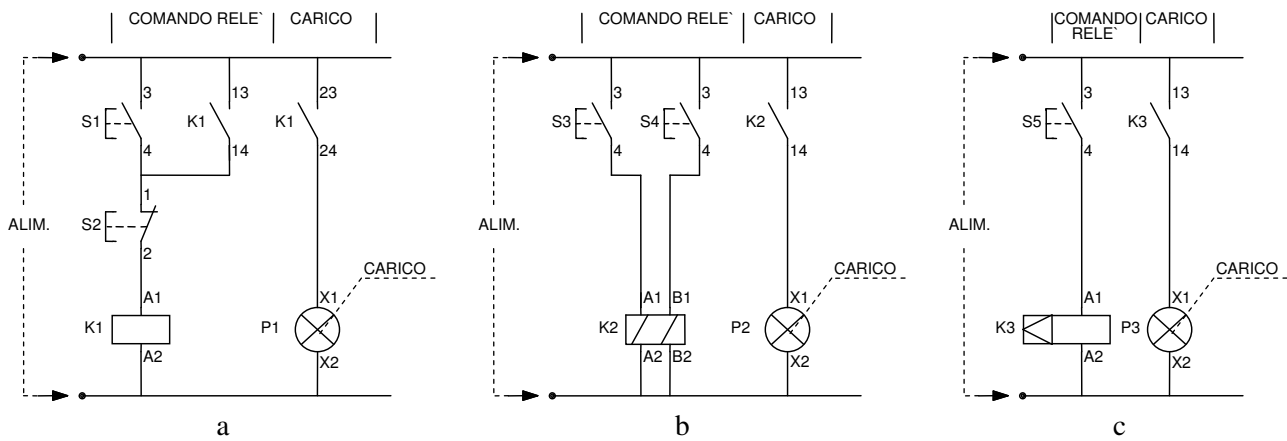 COMANDO RELE` CARICO
3 13 23
S1 K1 K1
4 14 24
1
S2
2
ALIM.
CARICO
A1 X1
K1 P1
A2 X2
a
COMANDO RELE` CARICO
3 3 13
S3 S4 K2
4 4 14
ALIM.
CARICO
A1 B1 X1
K2 P2
A2 B2 X2
b
COMANDO CARICO
RELE`
3 13
S5 K3
4 14
ALIM.
CARICO
A1 X1
K3 P3
A2 X2
c